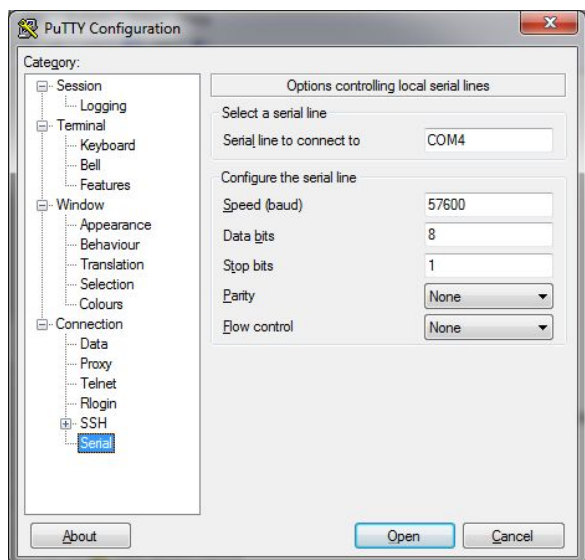 PuTTY Configuration
Category:
Session
Logging
Terminal
Keyboard
Bell
Features
Window
Appearance
Behaviour
Translation
Selection
Colours
Connection
Data
Proxy
Telnet
Rlogin
SSH
Serial
Options controlling local serial lines
Select a serial line
Serial line to connect to COM4
Configure the serial line
Speed (baud) 57600
Data bits 8
Stop bits 1
Parity None
Flow control None
About Open Cancel